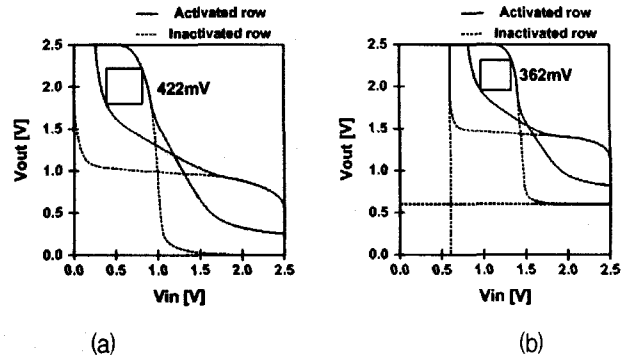 Activated row
Inactivated row
2.5
2.0
1.5
1.0
0.5
0.0
Vout [V]
422mV
0.0 0.5 1.0 1.5 2.0 2.5
Vin [V]
(a)
Activated row
Inactivated row
2.5
2.0
1.5
1.0
0.5
0.0
Vout [V]
362mV
0.0 0.5 1.0 1.5 2.0 2.5
Vin [V]
(b)